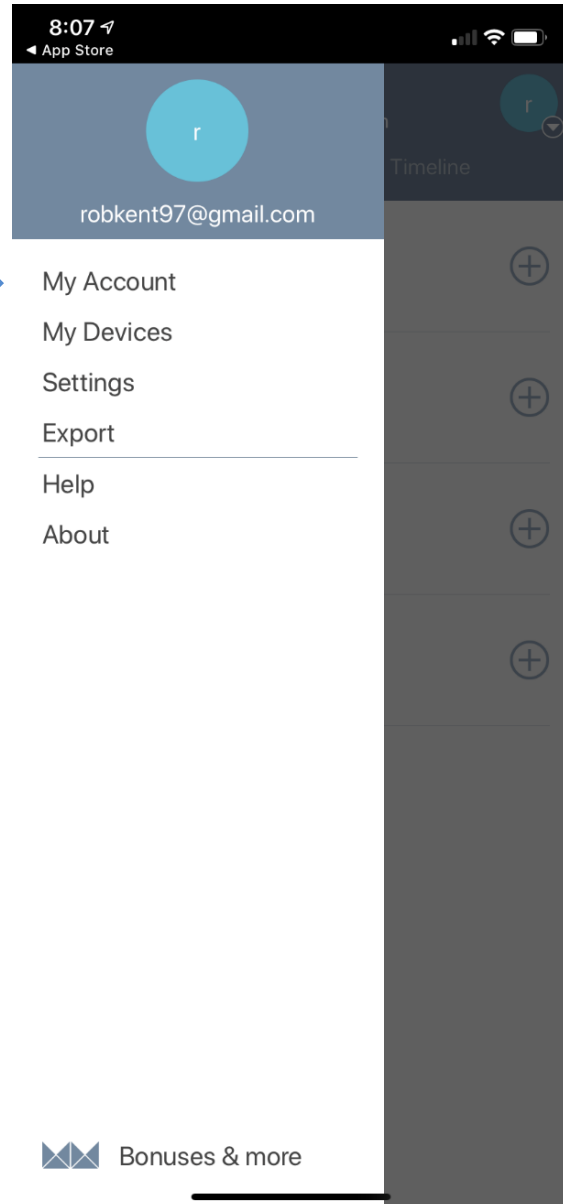 8:07
◀ App Store
r
r
Timeline
robkent97@gmail.com
My Account
My Devices
Settings
Export
Help
About
Bonuses & more